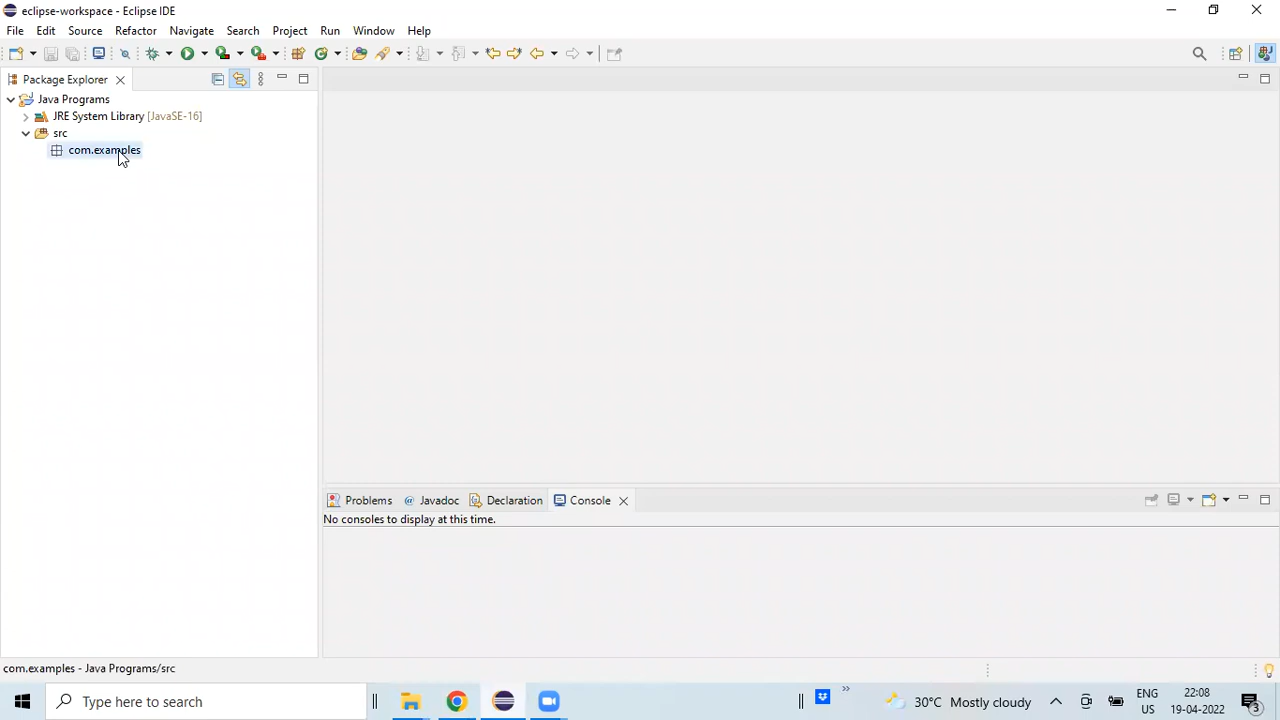 eclipse-workspace - Eclipse IDE
File Edit Source Refactor Navigate Search Project Run Window Help
Package Explorer
Java Programs
JRE System Library [JavaSE-16]
src
com.examples
Problems @ Javadoc Declaration Console
No consoles to display at this time.
com.examples - Java Programs/src
Type here to search
30°C Mostly cloudy
ENG
US
22:08
19-04-2022
3